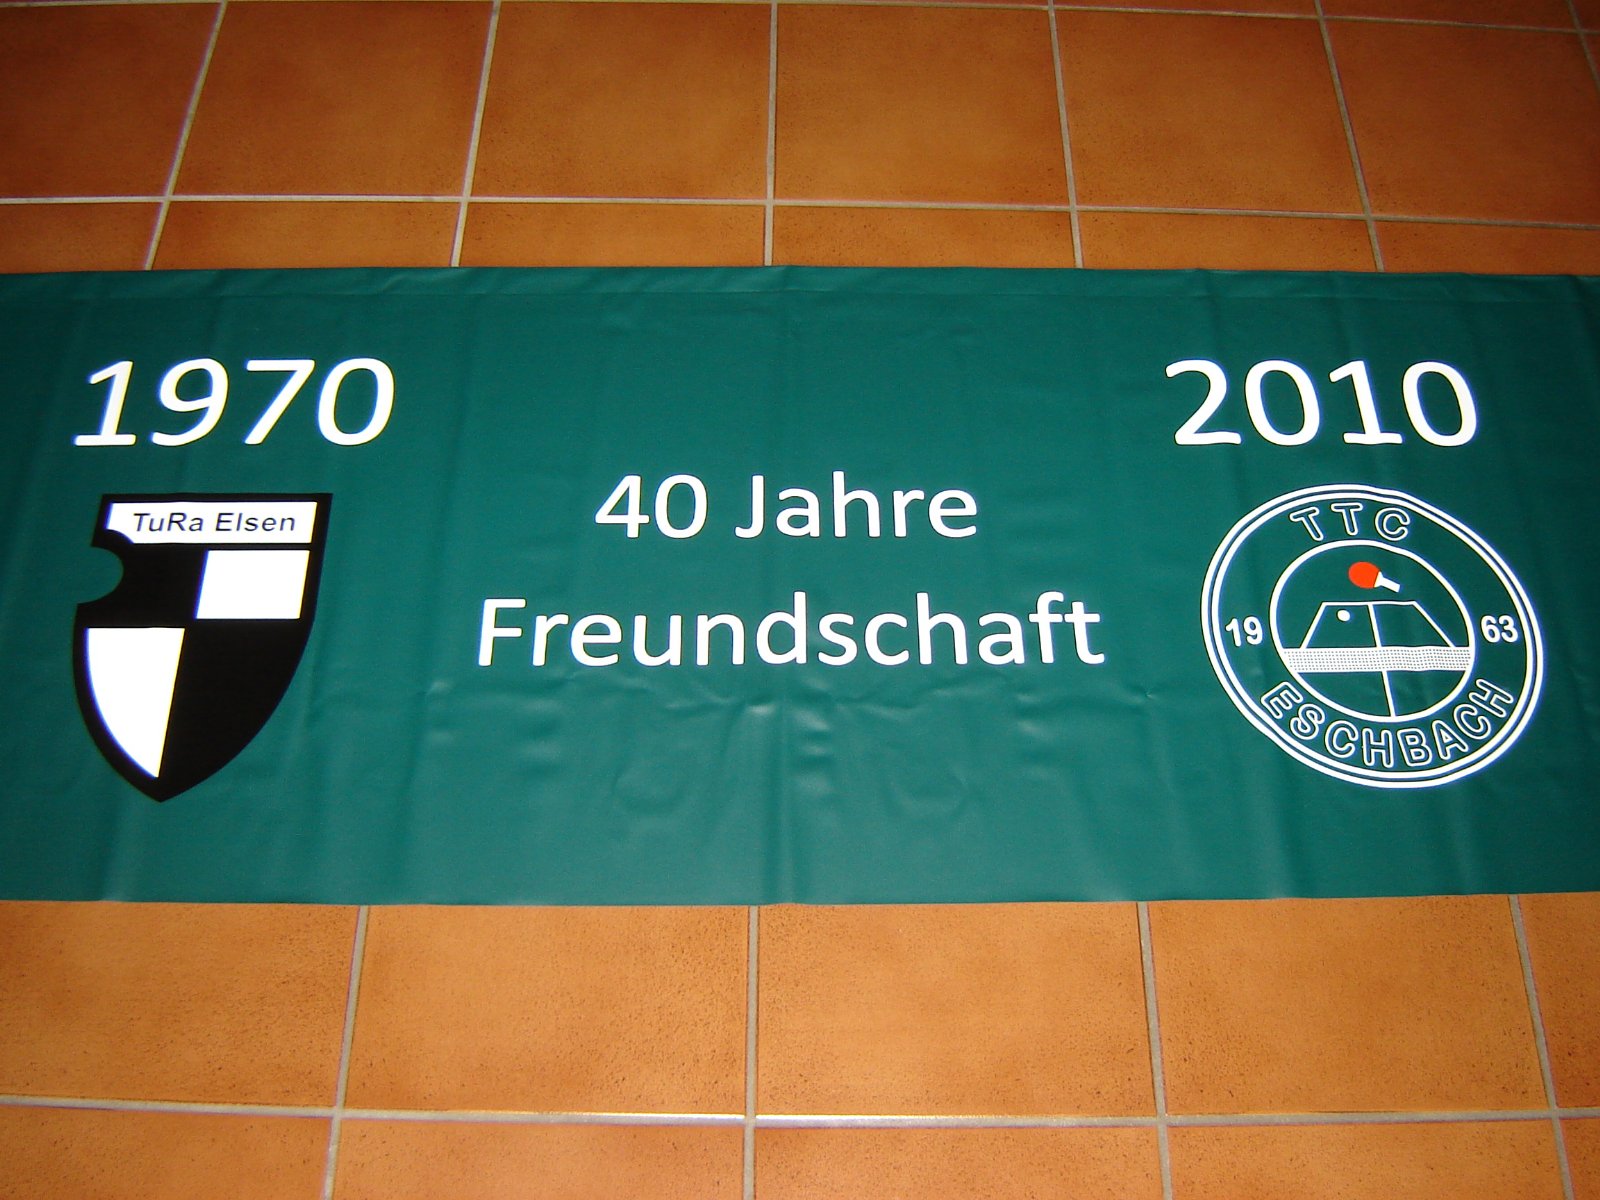 1970
2010
40 Jahre
Freundschaft
TuRa Elsen
TTC
19 63
ESCHBACH